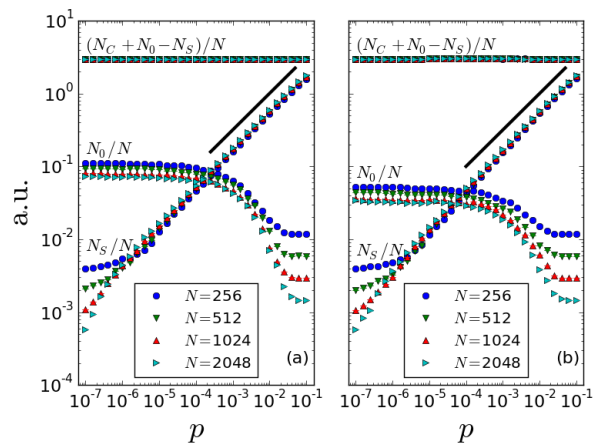 10^1
10^0
10^-1
10^-2
10^-3
10^-4
a.u.
(N_C + N_0 − N_S)/N
N_0/N
N_S/N
N=256
N=512
N=1024
N=2048
(a)
10^-7 10^-6 10^-5 10^-4 10^-3 10^-2 10^-1
p
(N_C + N_0 − N_S)/N
N_0/N
N_S/N
N=256
N=512
N=1024
N=2048
(b)
10^-7 10^-6 10^-5 10^-4 10^-3 10^-2 10^-1
p